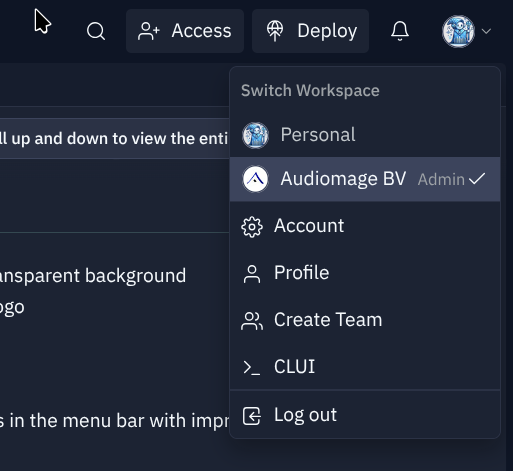 Access
Deploy
Switch Workspace
ll up and down to view the enti
Personal
Audiomage BV Admin
Account
ansparent background
Profile
ogo
Create Team
CLUI
s in the menu bar with impr
Log out